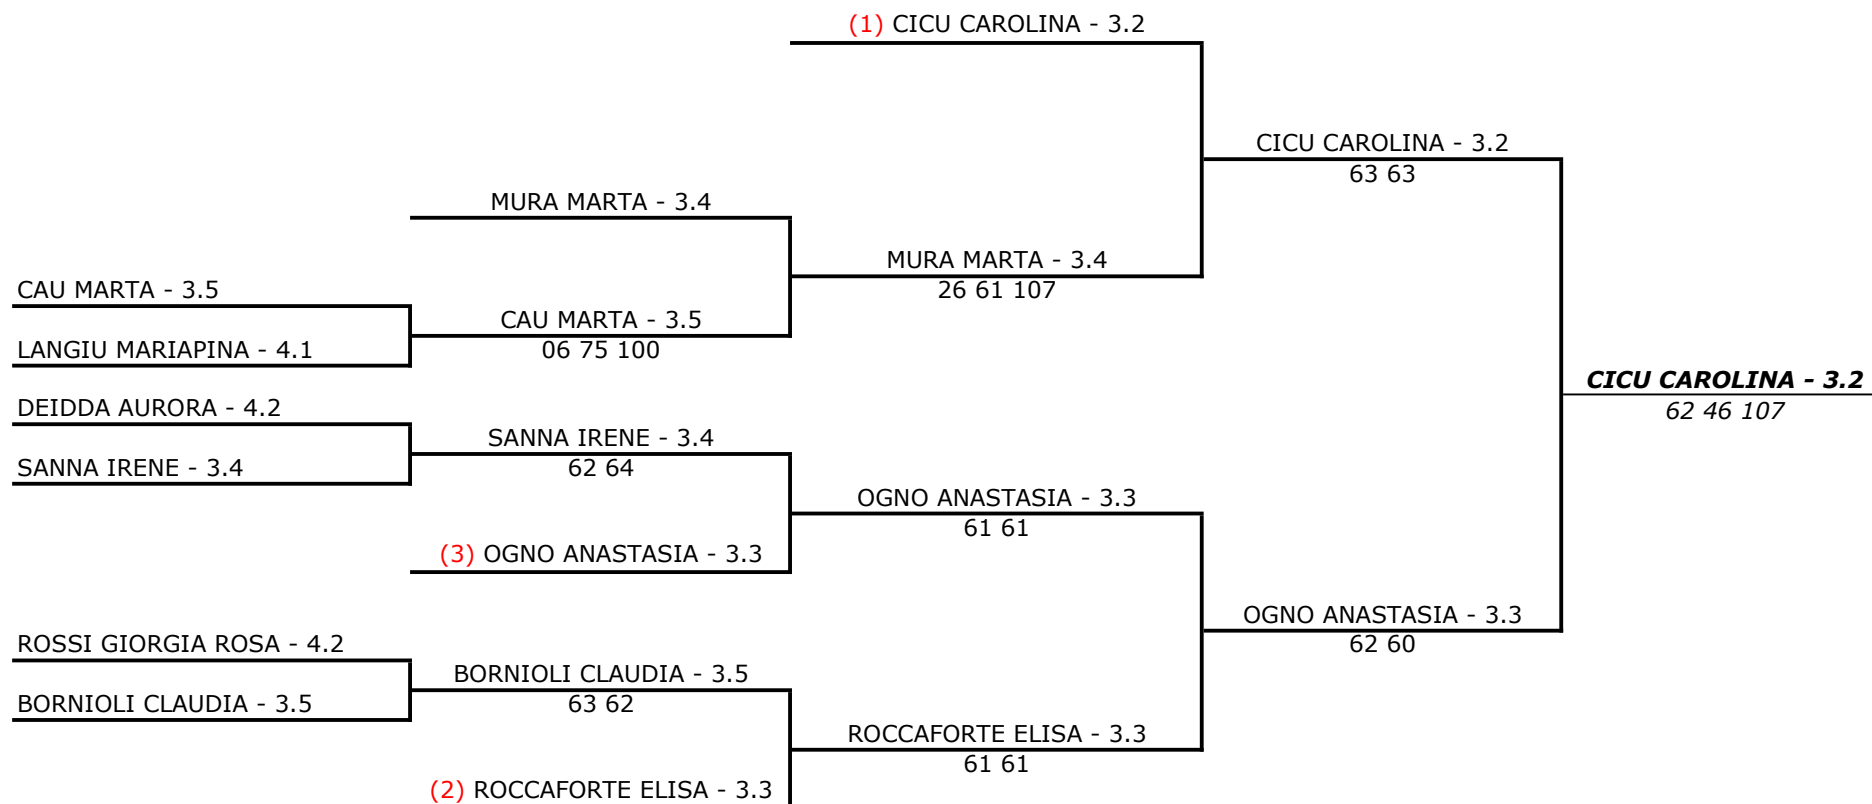 (1) CICU CAROLINA - 3.2
CICU CAROLINA - 3.2
63 63
MURA MARTA - 3.4
MURA MARTA - 3.4
26 61 107
CAU MARTA - 3.5
CAU MARTA - 3.5
06 75 100
LANGIU MARIAPINA - 4.1
CICU CAROLINA - 3.2
62 46 107
DEIDDA AURORA - 4.2
SANNA IRENE - 3.4
62 64
SANNA IRENE - 3.4
OGNO ANASTASIA - 3.3
61 61
(3) OGNO ANASTASIA - 3.3
OGNO ANASTASIA - 3.3
62 60
ROSSI GIORGIA ROSA - 4.2
BORNIOLI CLAUDIA - 3.5
63 62
BORNIOLI CLAUDIA - 3.5
ROCCAFORTE ELISA - 3.3
61 61
(2) ROCCAFORTE ELISA - 3.3